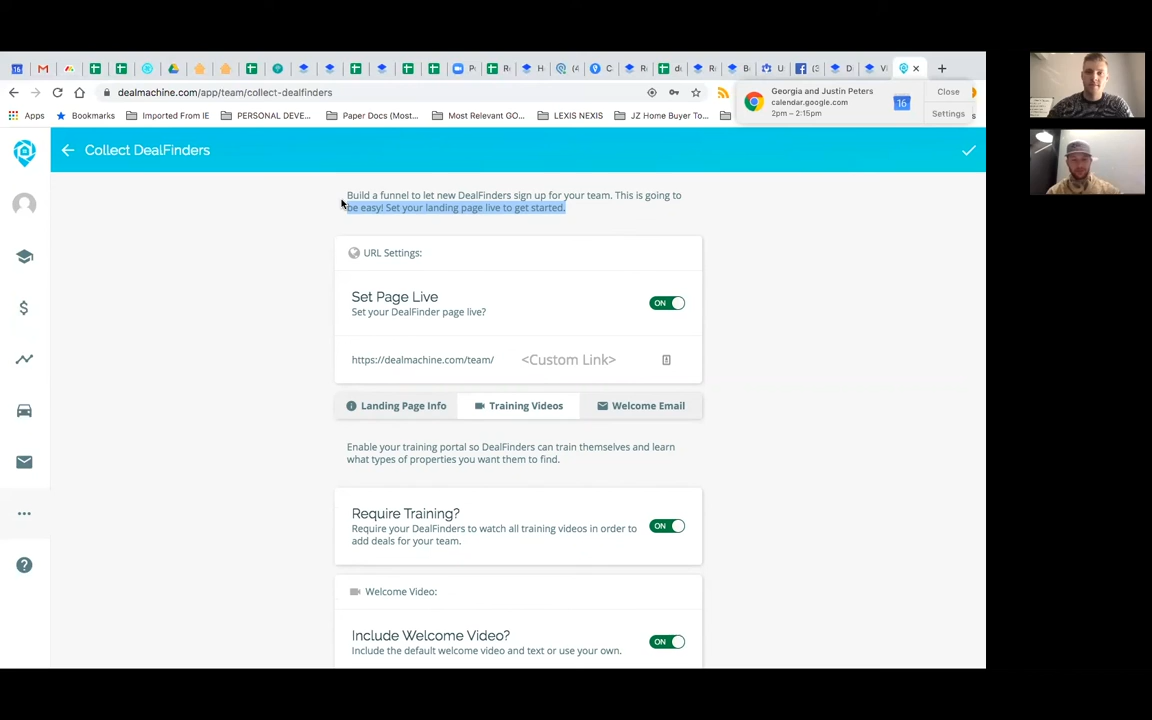 16
H
(4
C
R
d
R
B
U
(3
D
Vi
dealmachine.com/app/team/collect-dealfinders
Georgia and Justin Peters
calendar.google.com
2pm – 2:15pm
16
Close
Settings
Apps
Bookmarks
Imported From IE
PERSONAL DEVE...
Paper Docs (Most...
Most Relevant GO...
LEXIS NEXIS
JZ Home Buyer To...
Collect DealFinders
Build a funnel to let new DealFinders sign up for your team. This is going to
be easy! Set your landing page live to get started.
URL Settings:
Set Page Live
Set your DealFinder page live?
ON
https://dealmachine.com/team/
<Custom Link>
Landing Page Info
Training Videos
Welcome Email
Enable your training portal so DealFinders can train themselves and learn
what types of properties you want them to find.
Require Training?
Require your DealFinders to watch all training videos in order to
add deals for your team.
ON
Welcome Video:
Include Welcome Video?
Include the default welcome video and text or use your own.
ON